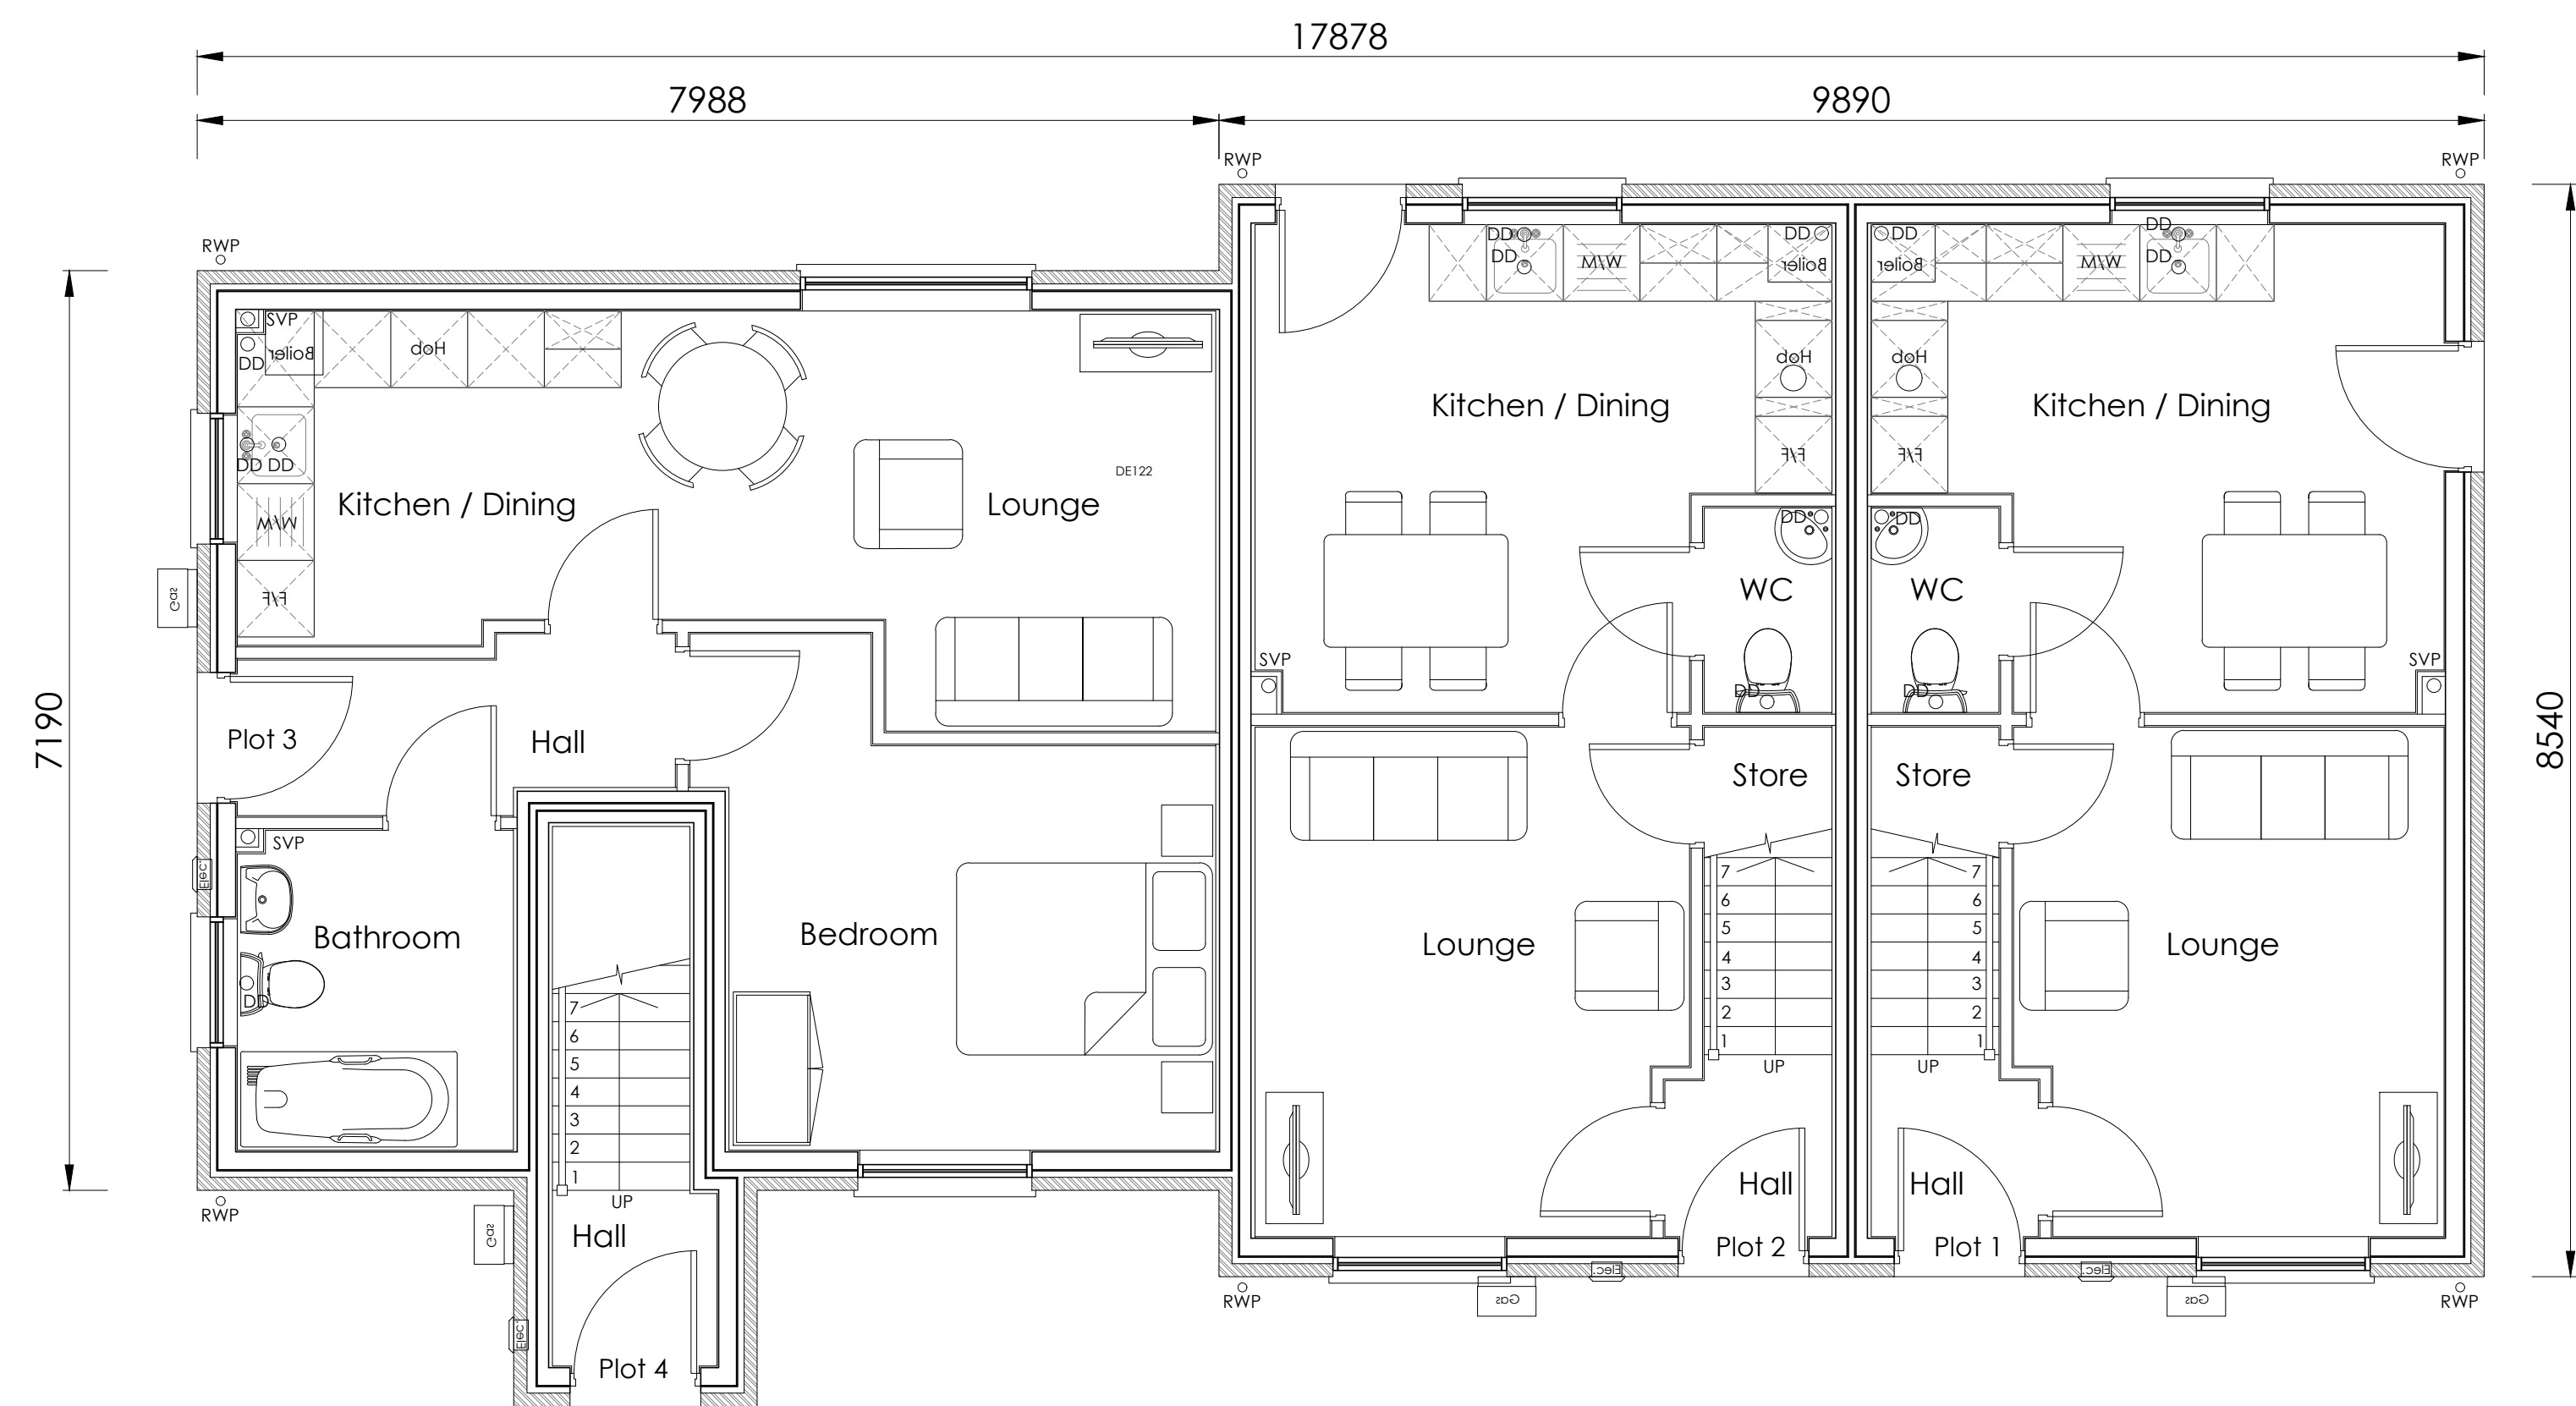 17878
7988
9890
RWP
RWP
RWP
SVP
DD
Boiler
Hob
DD DD
W/M
F/F
Kitchen / Dining
Lounge
DE122
DD
DD
W/M
DD
Boiler
DD
Boiler
W/M
DD
DD
Hob
Hob
Kitchen / Dining
Kitchen / Dining
F/F
F/F
DD
DD
WC
WC
Gas
SVP
SVP
DD
DD
7190
8540
Plot 3
Hall
Store
Store
SVP
Elec.
Bathroom
Bedroom
DD
Lounge
Lounge
7
6
5
4
3
2
1
UP
7
6
5
4
3
2
1
UP
7
6
5
4
3
2
1
UP
Hall
Hall
Hall
Plot 2
Plot 1
RWP
Gas
Elec.
Plot 4
RWP
Gas
Elec.
Elec.
Gas
RWP